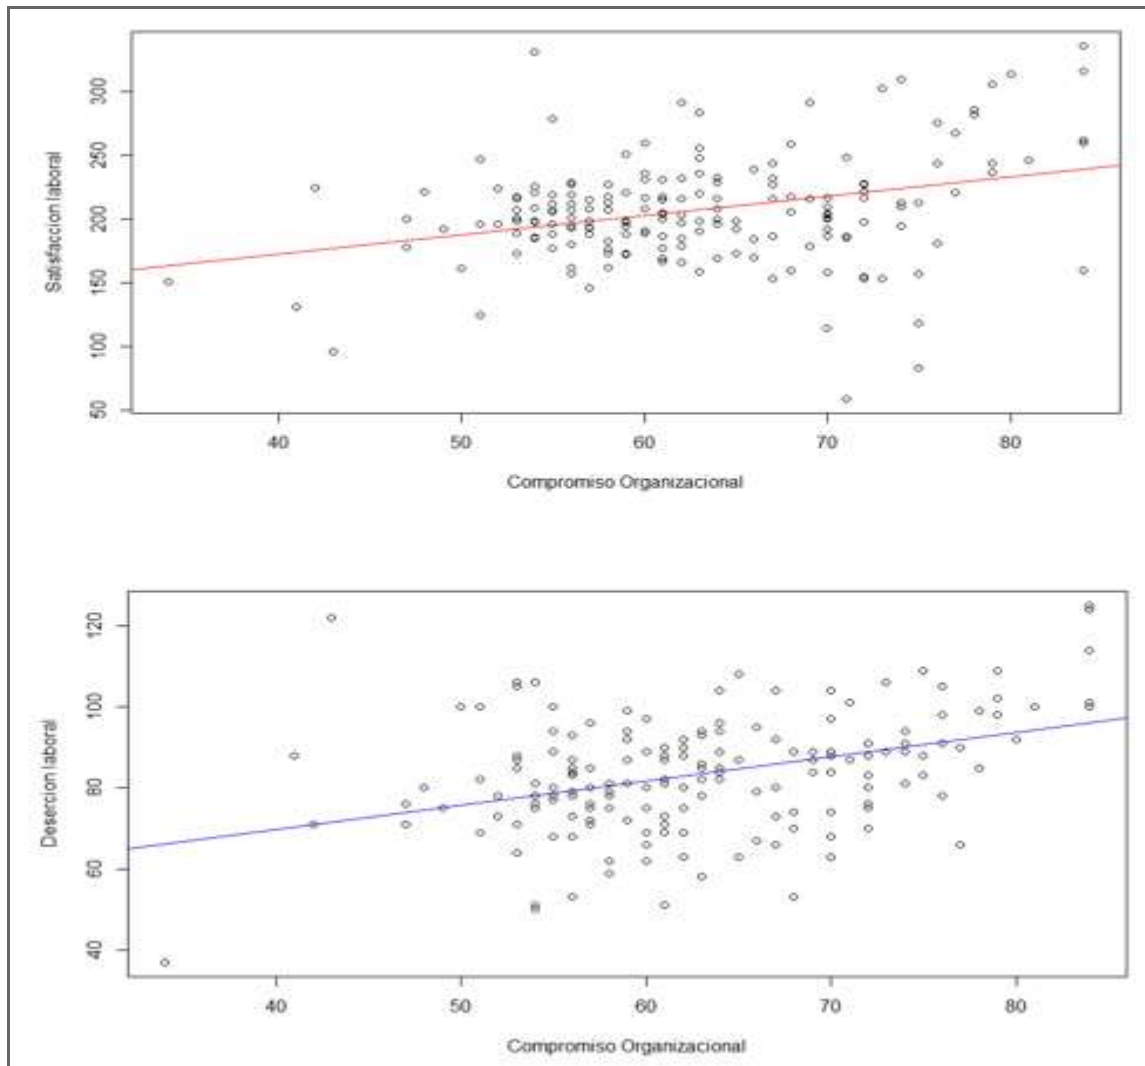 300
250
200
150
100
50
Satisfaccion laboral
40 50 60 70 80
Compromiso Organizacional
120
100
80
60
40
Desercion laboral
40 50 60 70 80
Compromiso Organizacional